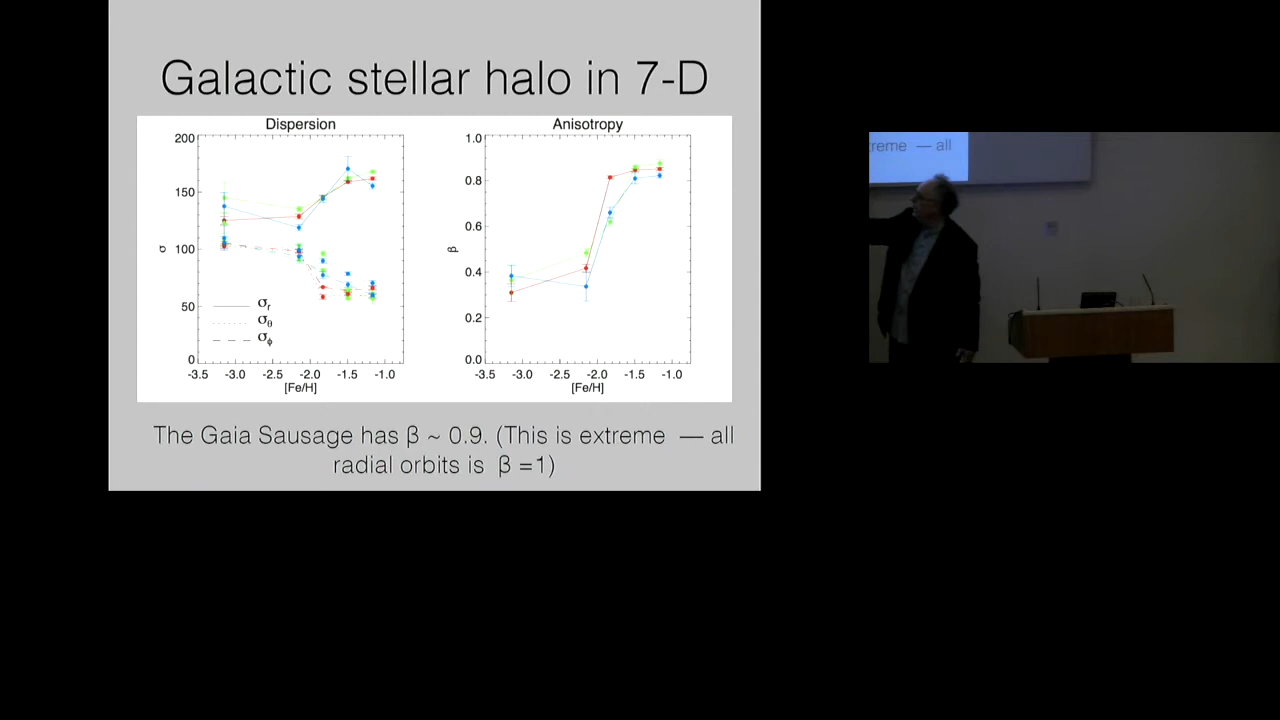 Galactic stellar halo in 7-D
Dispersion
200
150
100
50
0
σ
σr
σθ
σϕ
-3.5 -3.0 -2.5 -2.0 -1.5 -1.0
[Fe/H]
Anisotropy
1.0
0.8
0.6
0.4
0.2
0.0
β
-3.5 -3.0 -2.5 -2.0 -1.5 -1.0
[Fe/H]
The Gaia Sausage has β ~ 0.9. (This is extreme — all
radial orbits is β =1)
treme — all